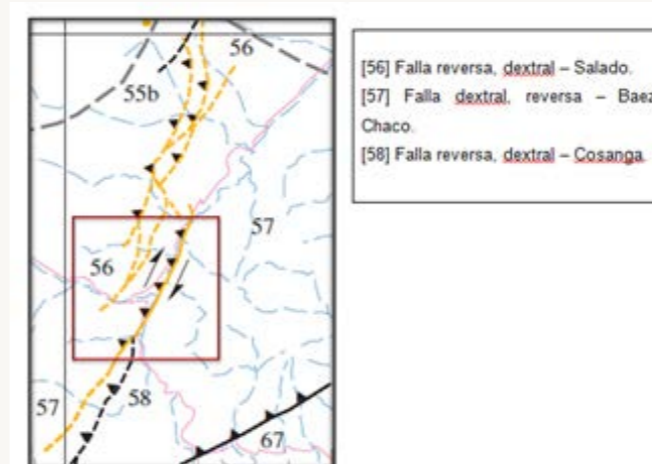 56
55b
57
56
58
57
67
[56] Falla reversa, dextral – Salado.
[57] Falla dextral, reversa – Baeza
Chaco.
[58] Falla reversa, dextral – Cosanga